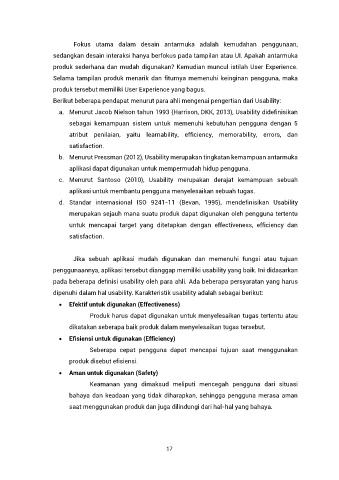 Fokus utama dalam desain antarmuka adalah kemudahan penggunaan,
sedangkan desain interaksi hanya berfokus pada tampilan atau UI. Apakah antarmuka
produk sederhana dan mudah digunakan? Kemudian muncul istilah User Experience.
Selama tampilan produk menarik dan fiturnya memenuhi keinginan pengguna, maka
produk tersebut memiliki User Experience yang bagus.
Berikut beberapa pendapat menurut para ahli mengenai pengertian dari Usability:
a. Menurut Jacob Nielson tahun 1993 (Harrison, DKK, 2013), Usability didefinisikan
sebagai kemampuan sistem untuk memenuhi kebutuhan pengguna dengan 5
atribut penilaian, yaitu learnability, efficiency, memorability, errors, dan
satisfaction.
b. Menurut Pressman (2012), Usability merupakan tingkatan kemampuan antarmuka
aplikasi dapat digunakan untuk mempermudah hidup pengguna.
c. Menurut Santoso (2010), Usability merupakan derajat kemampuan sebuah
aplikasi untuk membantu pengguna menyelesaikan sebuah tugas.
d. Standar internasional ISO 9241-11 (Bevan, 1995), mendefinisikan Usability
merupakan sejauh mana suatu produk dapat digunakan oleh pengguna tertentu
untuk mencapai target yang ditetapkan dengan effectiveness, efficiency dan
satisfaction.
Jika sebuah aplikasi mudah digunakan dan memenuhi fungsi atau tujuan
penggunaannya, aplikasi tersebut dianggap memiliki usability yang baik. Ini didasarkan
pada beberapa definisi usability oleh para ahli. Ada beberapa persyaratan yang harus
dipenuhi dalam hal usability. Karakteristik usability adalah sebagai berikut:
• Efektif untuk digunakan (Effectiveness)
Produk harus dapat digunakan untuk menyelesaikan tugas tertentu atau
dikatakan seberapa baik produk dalam menyelesaikan tugas tersebut.
• Efisiensi untuk digunakan (Efficiency)
Seberapa cepat pengguna dapat mencapai tujuan saat menggunakan
produk disebut efisiensi.
• Aman untuk digunakan (Safety)
Keamanan yang dimaksud meliputi mencegah pengguna dari situasi
bahaya dan keadaan yang tidak diharapkan, sehingga pengguna merasa aman
saat menggunakan produk dan juga dilindungi dari hal-hal yang bahaya.
17